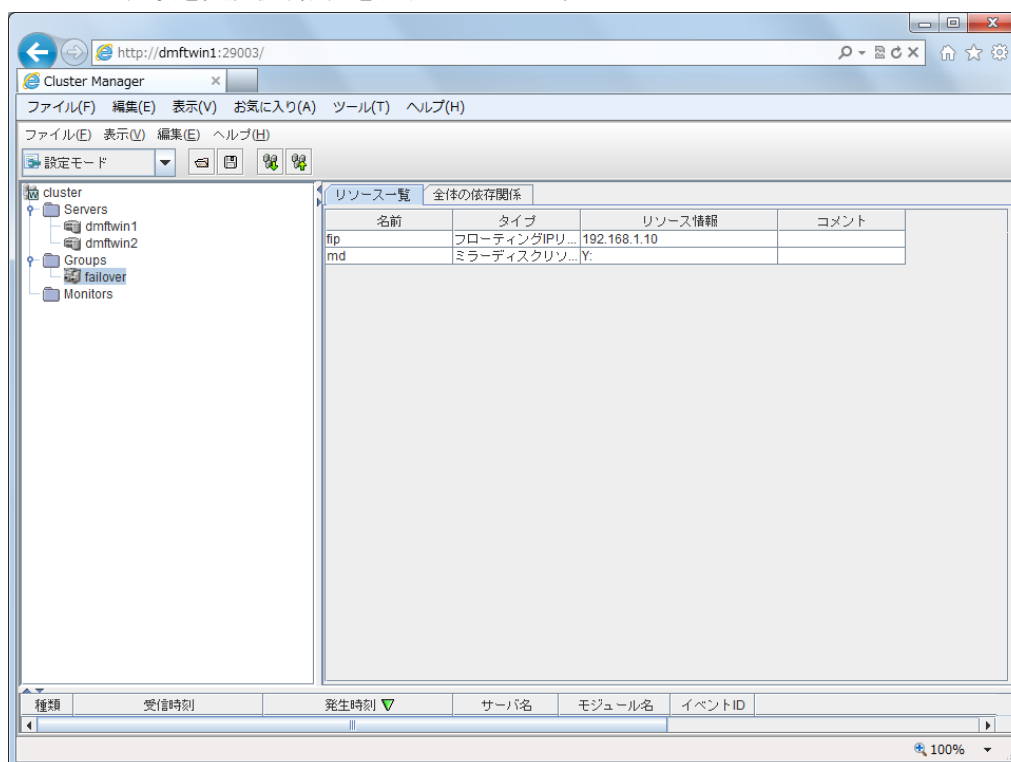 http://dmftwin1:29003/
Cluster Manager
ファイル(F) 編集(E) 表示(V) お気に入り(A) ツール(T) ヘルプ(H)
ファイル(E) 表示(V) 編集(E) ヘルプ(H)
設定モード
cluster
Servers
dmftwin1
dmftwin2
Groups
failover
Monitors
リソース一覧 全体の依存関係
名前 タイプ リソース情報 コメント
fip フローティングIPリ... 192.168.1.10
md ミラーディスクリソ... Y:
種類 受信時刻 発生時刻 サーバ名 モジュール名 イベントID
100%